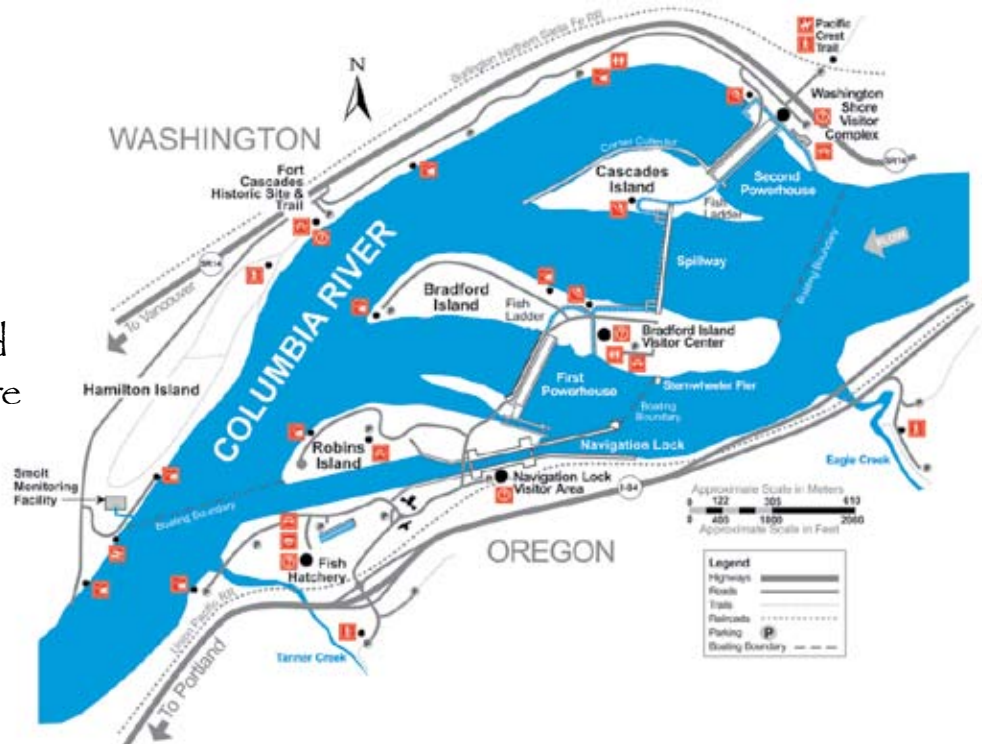 Pacific
Crest
Trail
Burlington Northern Santa Fe RR
N
WASHINGTON
Washington
Shore
Visitor
Complex
SR14
Fort
Cascades
Historic Site &
Trail
Corner Collector
Cascades
Island
Second
Powerhouse
Fish
Ladder
FLOW
Boating Boundary
Spillway
COLUMBIA RIVER
SR14
To Vancouver
Bradford
Island
Fish
Ladder
Bradford Island
Visitor Center
First
Powerhouse
Sternwheeler Pier
Boating
Boundary
Hamilton Island
Robins
Island
Navigation Lock
Eagle Creek
Smolt
Monitoring
Facility
Navigation Lock
Visitor Area
I-84
Approximate Scale in Meters
0 122 305 610
0 400 1000 2000
Approximate Scale in Feet
Boating Boundary
OREGON
Fish
Hatchery
Union Pacific RR
Tanner Creek
To Portland
Legend
Highways
Roads
Trails
Railroads
Parking P
Boating Boundary